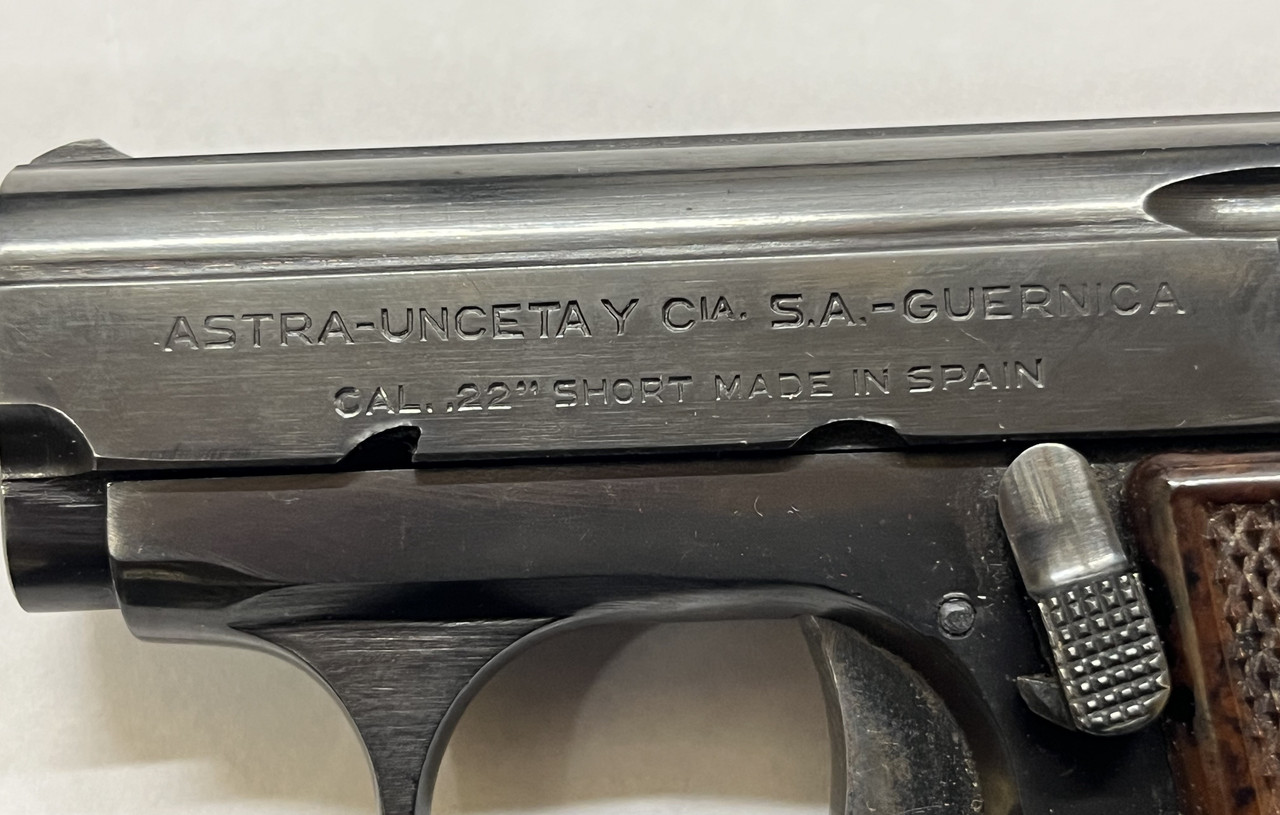 ASTRA-UNCETA Y CIA. S.A.-GUERNICA
CAL. .22" SHORT MADE IN SPAIN